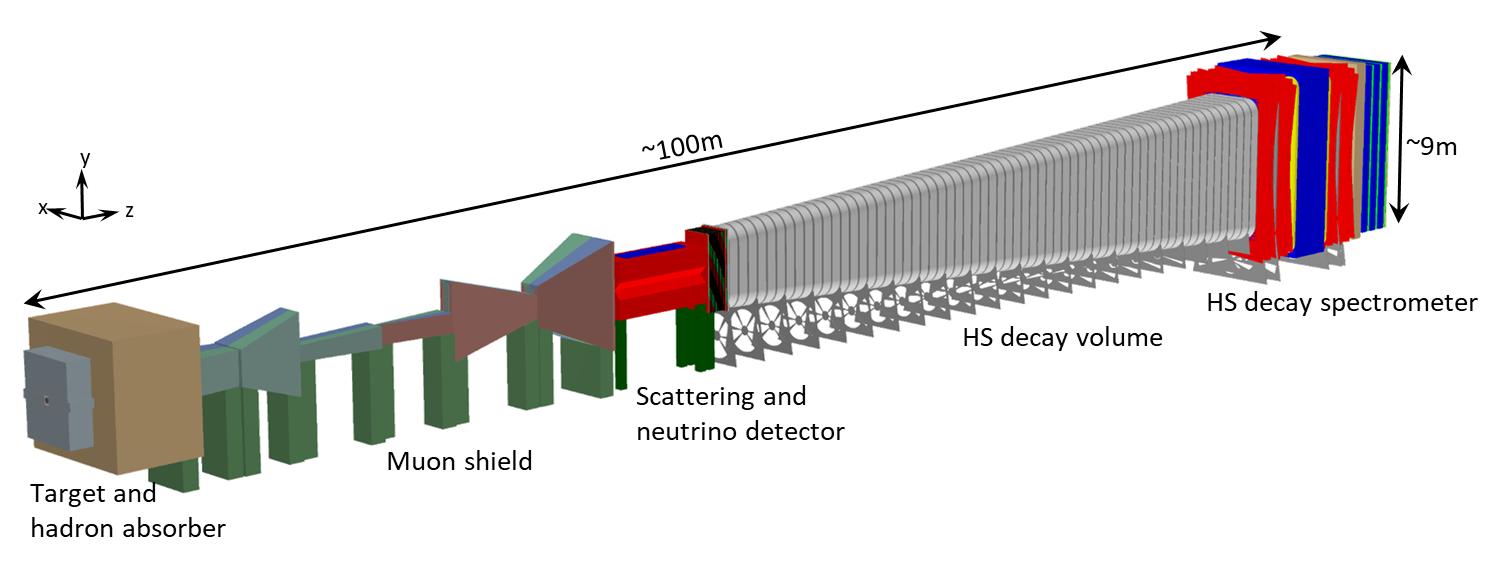 ~100m
~9m
y
x
z
HS decay spectrometer
HS decay volume
Scattering and
neutrino detector
Muon shield
Target and
hadron absorber